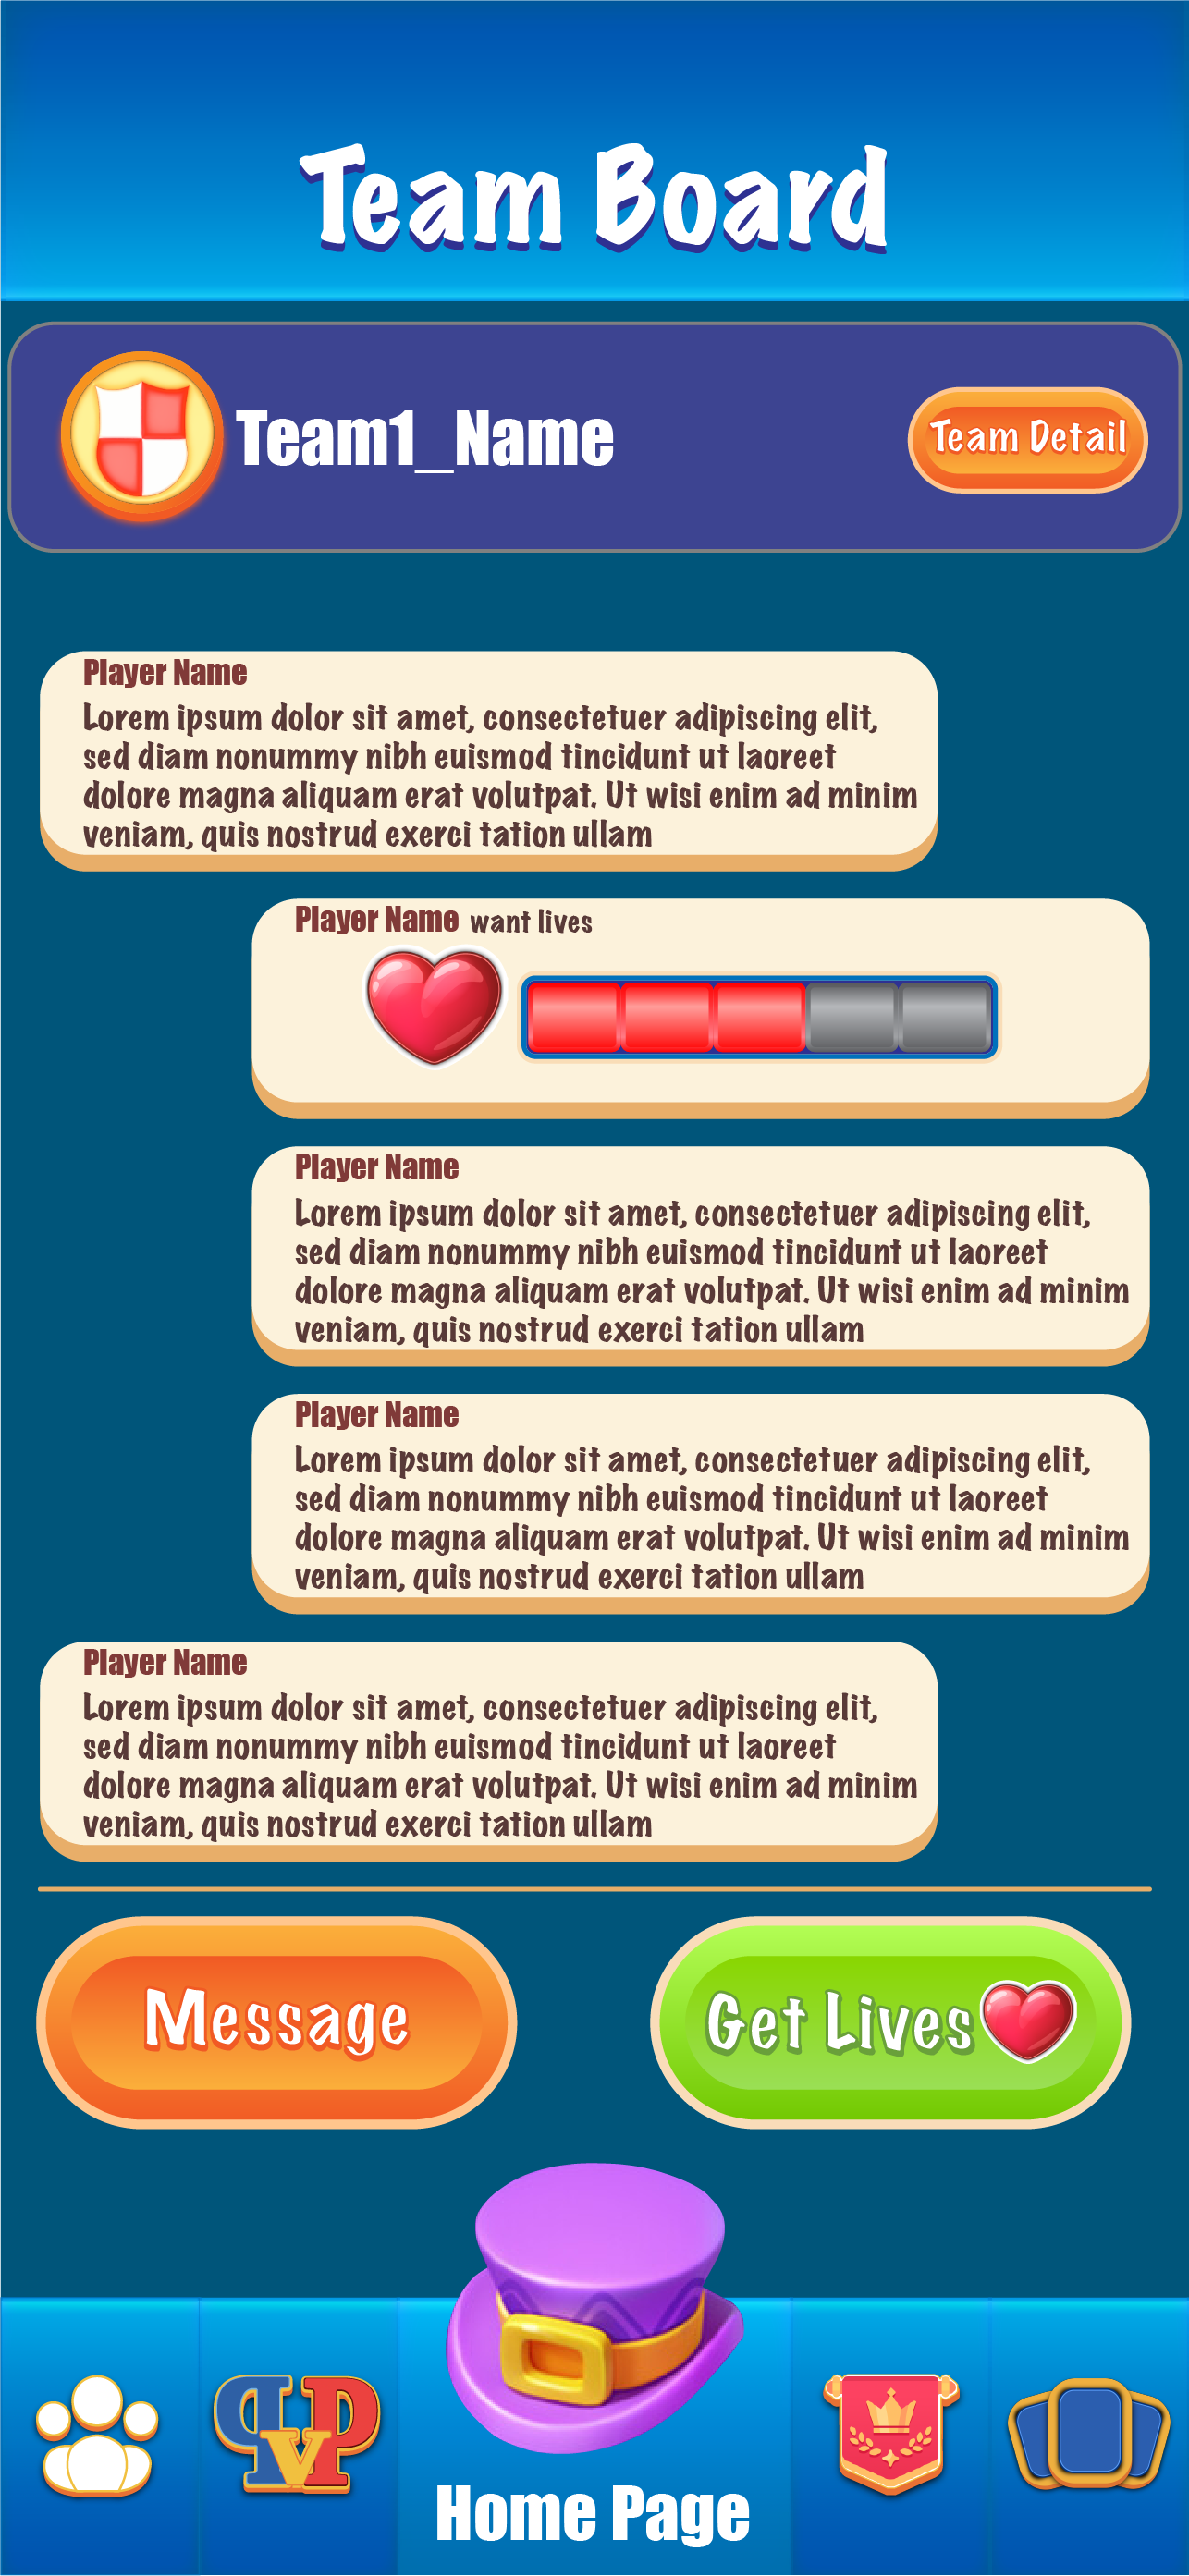 Team Board
Team1_Name
Team Detail
Player Name
Lorem ipsum dolor sit amet, consectetuer adipiscing elit,
sed diam nonummy nibh euismod tincidunt ut laoreet
dolore magna aliquam erat volutpat. Ut wisi enim ad minim
veniam, quis nostrud exerci tation ullam
Player Name want lives
Player Name
Lorem ipsum dolor sit amet, consectetuer adipiscing elit,
sed diam nonummy nibh euismod tincidunt ut laoreet
dolore magna aliquam erat volutpat. Ut wisi enim ad minim
veniam, quis nostrud exerci tation ullam
Player Name
Lorem ipsum dolor sit amet, consectetuer adipiscing elit,
sed diam nonummy nibh euismod tincidunt ut laoreet
dolore magna aliquam erat volutpat. Ut wisi enim ad minim
veniam, quis nostrud exerci tation ullam
Player Name
Lorem ipsum dolor sit amet, consectetuer adipiscing elit,
sed diam nonummy nibh euismod tincidunt ut laoreet
dolore magna aliquam erat volutpat. Ut wisi enim ad minim
veniam, quis nostrud exerci tation ullam
Message
Get Lives
PVP
Home Page